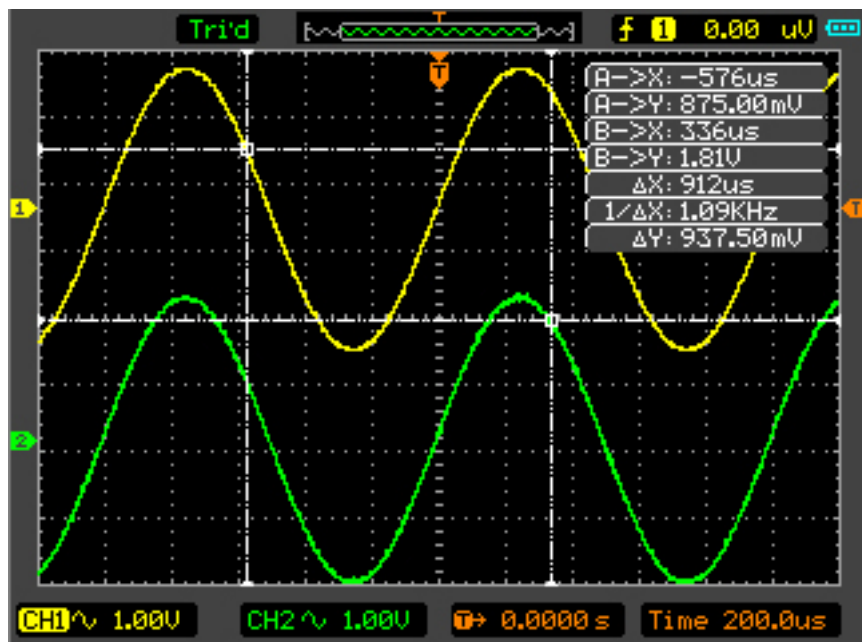 Tri'd T 1 0.00 uV
T
A->X: -576us
A->Y: 875.00mV
B->X: 336us
B->Y: 1.81V
ΔX: 912us
1/ΔX: 1.09KHz
ΔY: 937.50mV
1
T
2
CH1 1.00V CH2 1.00V T 0.0000 s Time 200.0us